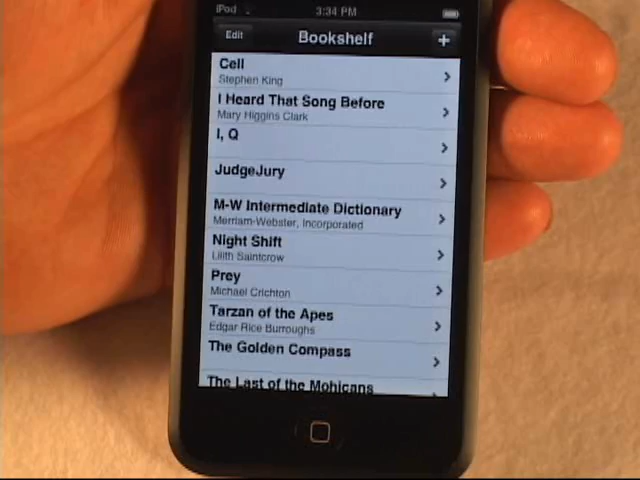 iPod 3:34 PM
Edit Bookshelf +
Cell
Stephen King
I Heard That Song Before
Mary Higgins Clark
I, Q
JudgeJury
M-W Intermediate Dictionary
Merriam-Webster, Incorporated
Night Shift
Lilith Saintcrow
Prey
Michael Crichton
Tarzan of the Apes
Edgar Rice Burroughs
The Golden Compass
The Last of the Mohicans